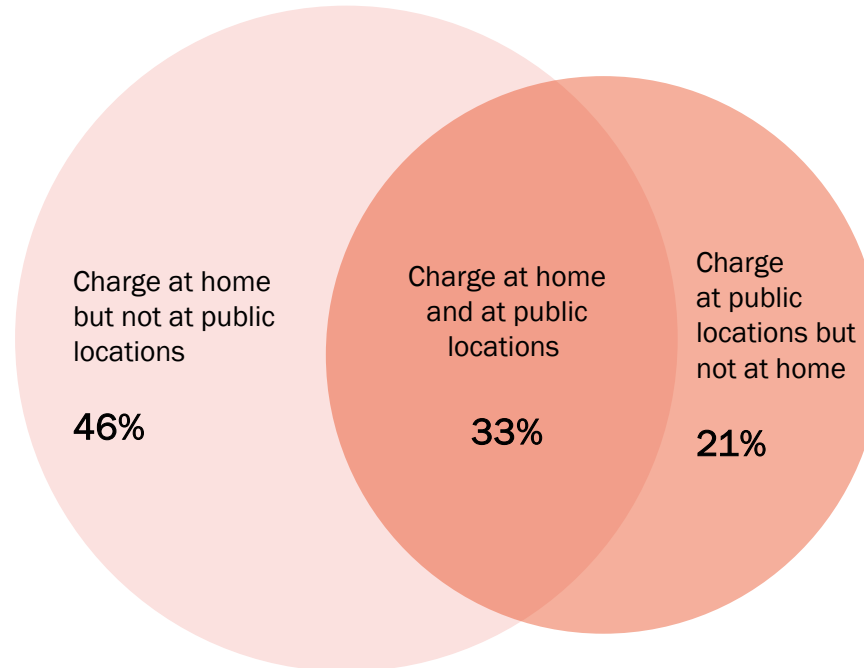 Charge at home
but not at public
locations
46%
Charge at home
and at public
locations
33%
Charge
at public
locations but
not at home
21%